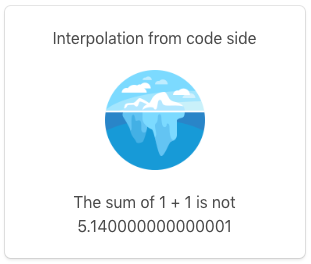 Interpolation from code side
The sum of 1 + 1 is not
5.140000000000001